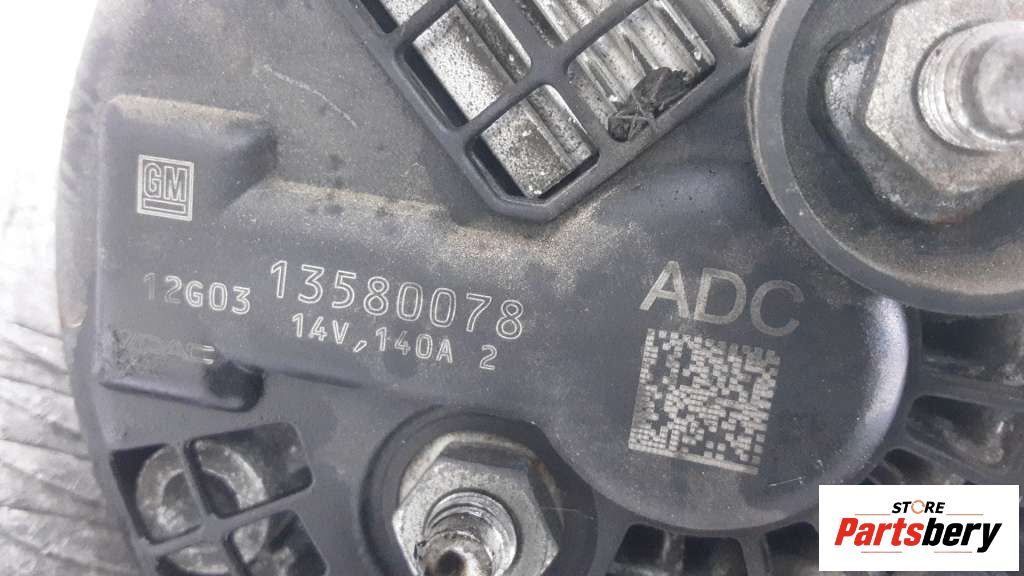 GM
12G03 13580078 ADC
14V,140A 2
STORE
Partsbery